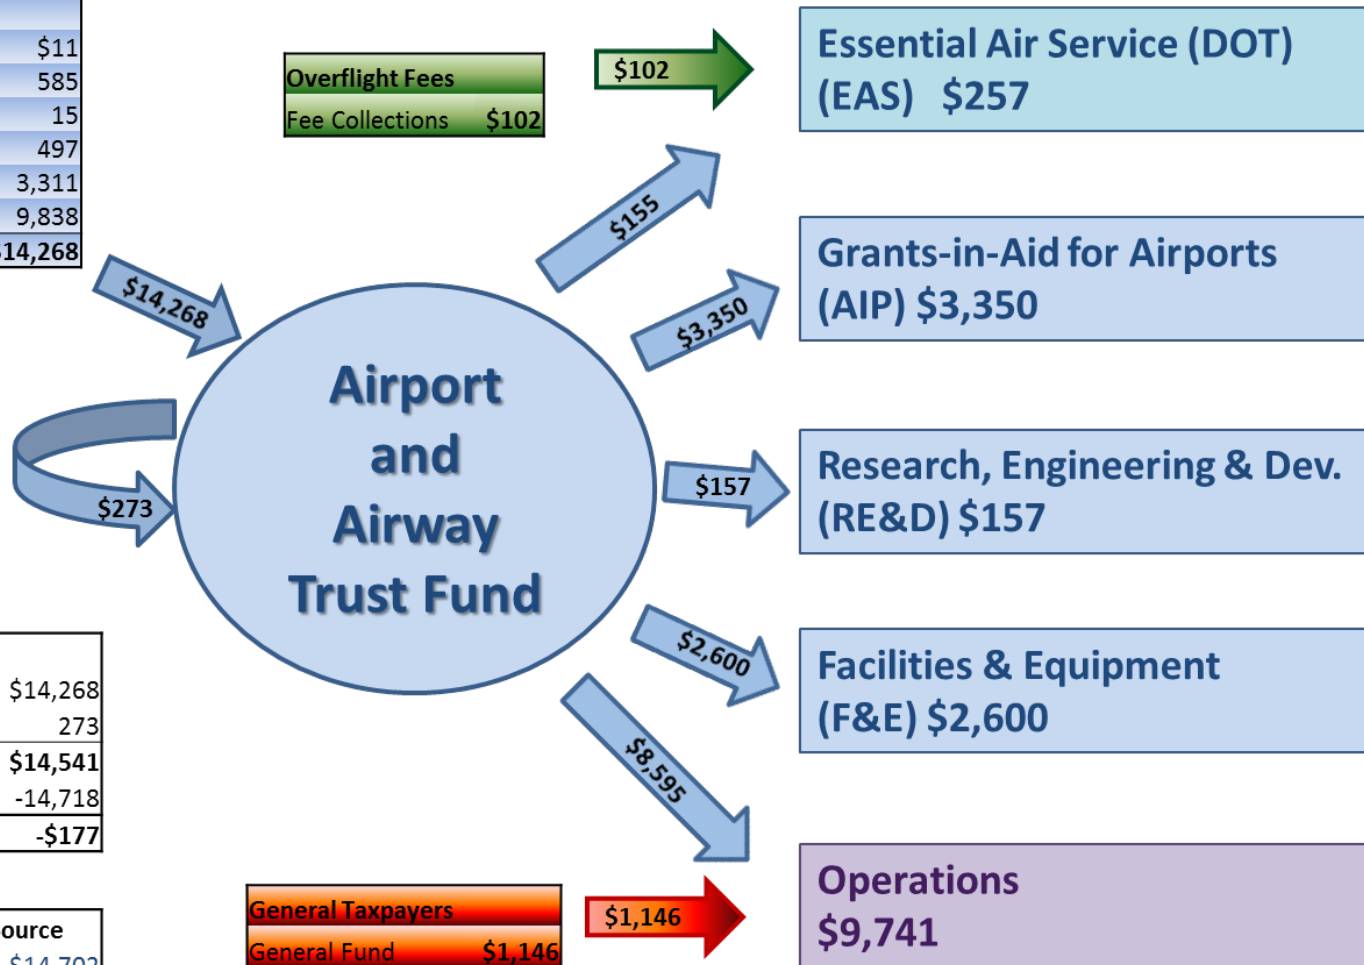 $11
585
15
497
3,311
9,838
$14,268
Overflight Fees
Fee Collections $102
$102
Essential Air Service (DOT)
(EAS) $257
$155
Grants-in-Aid for Airports
(AIP) $3,350
$14,268
$3,350
Airport
and
Airway
Trust Fund
$273
$157
Research, Engineering & Dev.
(RE&D) $157
$2,600
Facilities & Equipment
(F&E) $2,600
$14,268
273
$14,541
-14,718
-$177
$8,595
General Taxpayers
General Fund $1,146
$1,146
Operations
$9,741
ource
$14,702